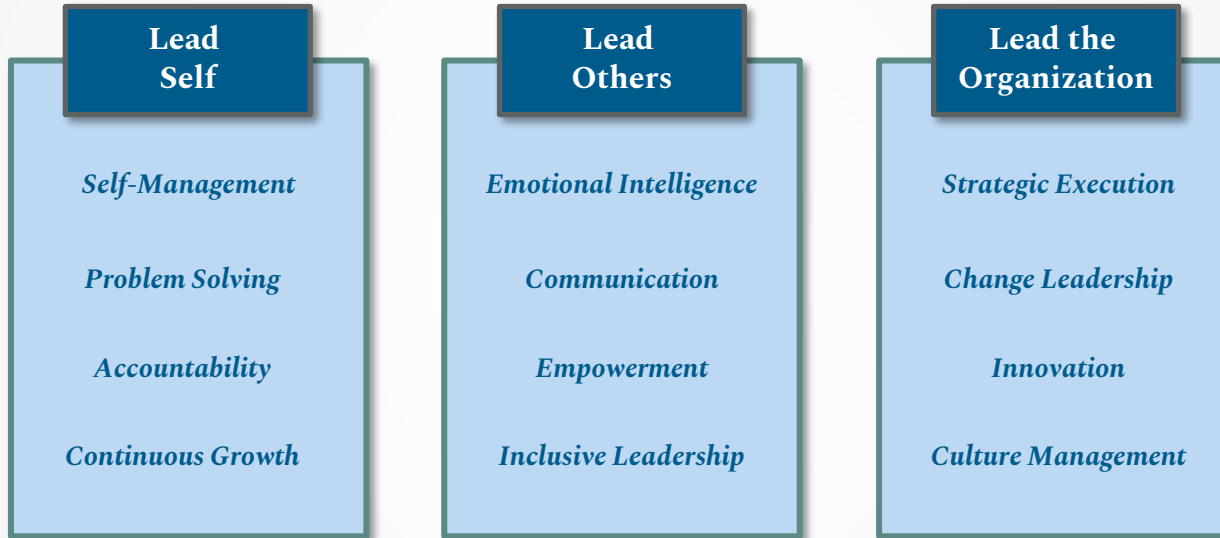 Lead
Self
Self-Management
Problem Solving
Accountability
Continuous Growth
Lead
Others
Emotional Intelligence
Communication
Empowerment
Inclusive Leadership
Lead the
Organization
Strategic Execution
Change Leadership
Innovation
Culture Management